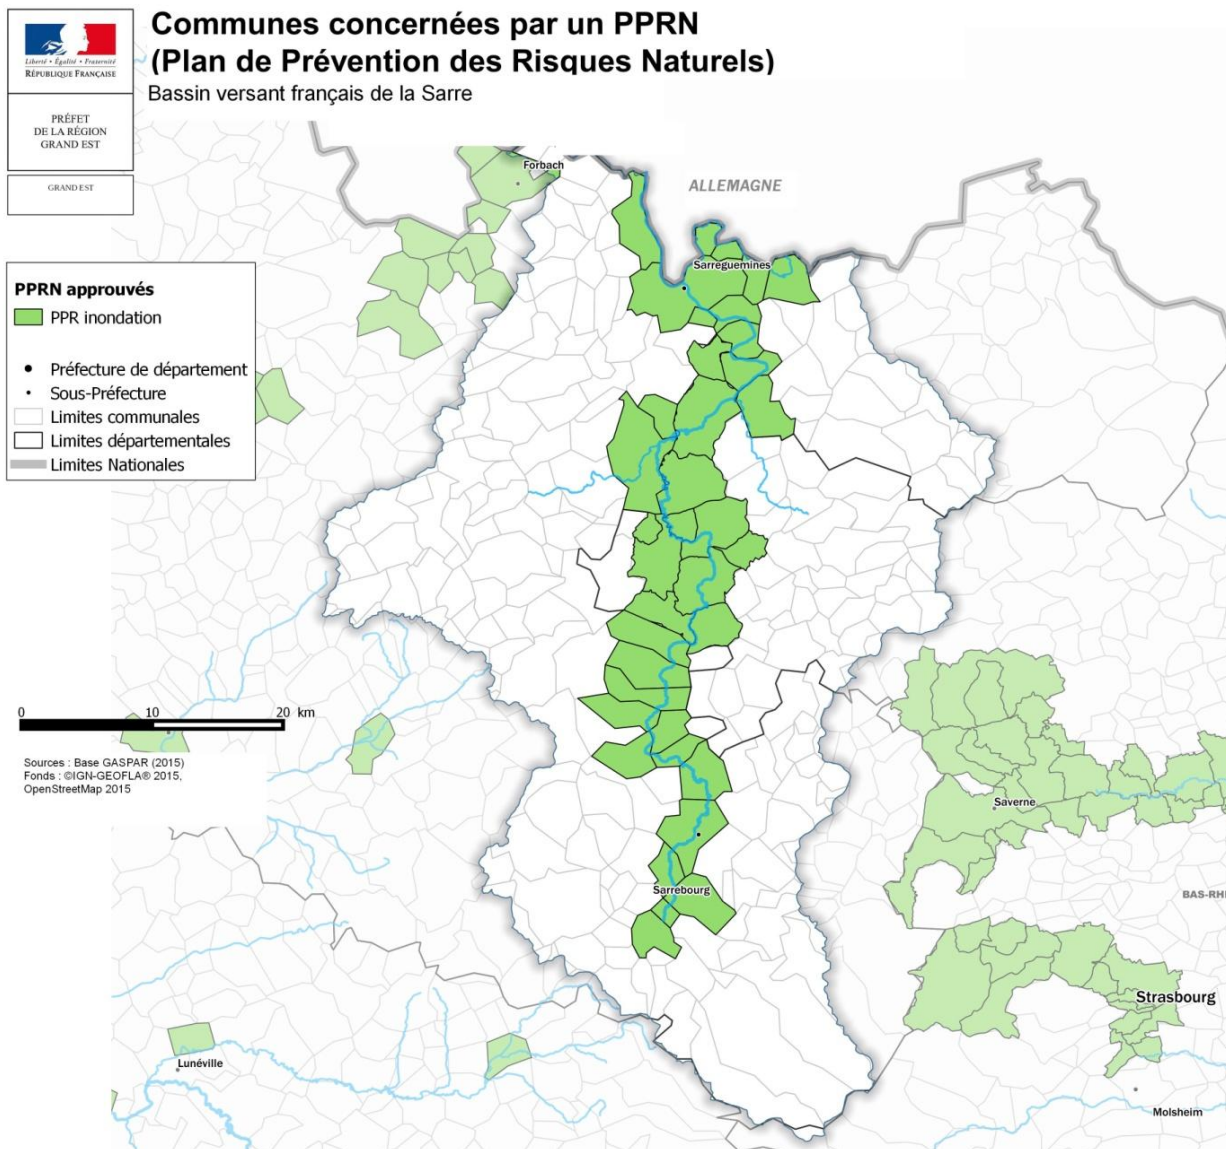 Communes concernées par un PPRN
(Plan de Prévention des Risques Naturels)
Bassin versant français de la Sarre
Liberté • Égalité • Fraternité
RÉPUBLIQUE FRANÇAISE
PRÉFET
DE LA RÉGION
GRAND EST
GRAND EST
Forbach
ALLEMAGNE
Sarreguemines
PPRN approuvés
PPR inondation
Préfecture de département
Sous-Préfecture
Limites communales
Limites départementales
Limites Nationales
0 10 20 km
Sources : Base GASPAR (2015)
Fonds : ©IGN-GEOFLA® 2015,
OpenStreetMap 2015
Saverne
Sarrebourg
BAS-RHI
Strasbourg
Lunéville
Molsheim